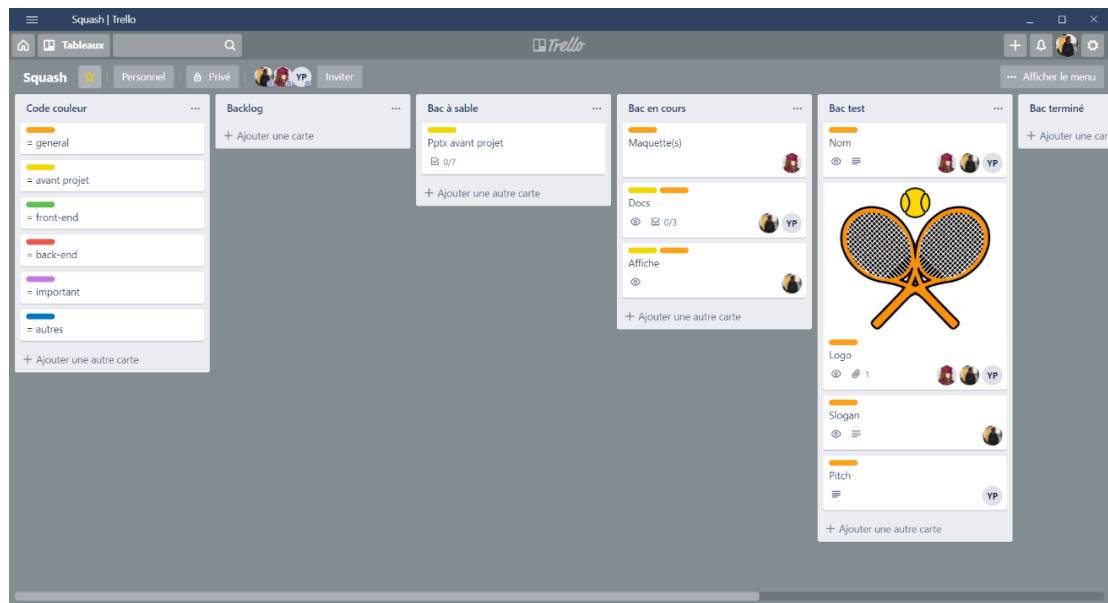 Squash | Trello
Tableaux
Trello
Squash
Personnel
Privé
YP
Inviter
... Afficher le menu
Code couleur
= general
= avant projet
= front-end
= back-end
= important
= autres
+ Ajouter une autre carte
Backlog
+ Ajouter une carte
Bac à sable
Pptx avant projet
0/7
+ Ajouter une autre carte
Bac en cours
Maquette(s)
Docs
0/3
YP
Affiche
+ Ajouter une autre carte
Bac test
Nom
YP
Logo
1
YP
Slogan
Pitch
YP
+ Ajouter une autre carte
Bac terminé
+ Ajouter une car